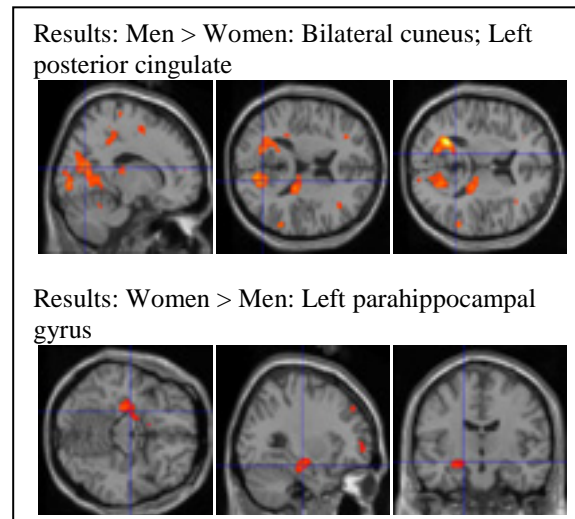 Results: Men > Women: Bilateral cuneus; Left
posterior cingulate
Results: Women > Men: Left parahippocampal
gyrus